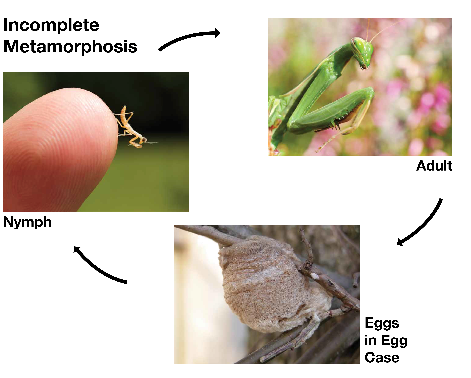 Incomplete
Metamorphosis
Adult
Nymph
Eggs
in Egg
Case